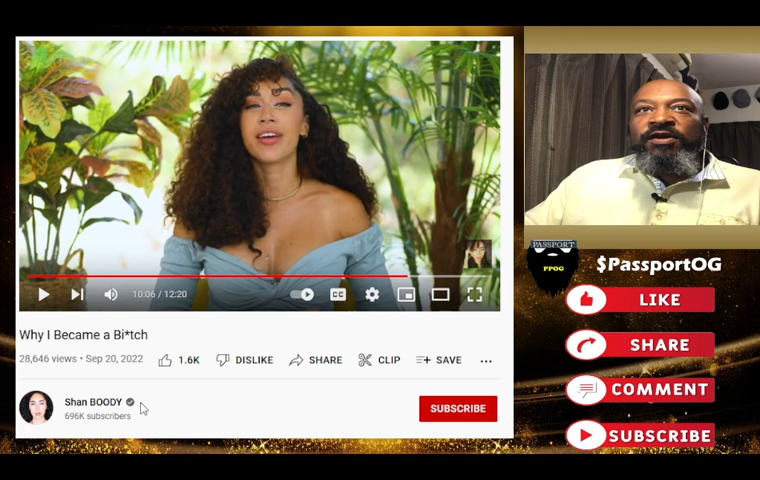 10:06 / 12:20
CC
Why I Became a Bi*tch
28,646 views • Sep 20, 2022
1.6K
DISLIKE
SHARE
CLIP
SAVE
...
Shan BOODY
696K subscribers
SUBSCRIBE
PASSPORT
PPOG
$PassportOG
LIKE
SHARE
COMMENT
SUBSCRIBE